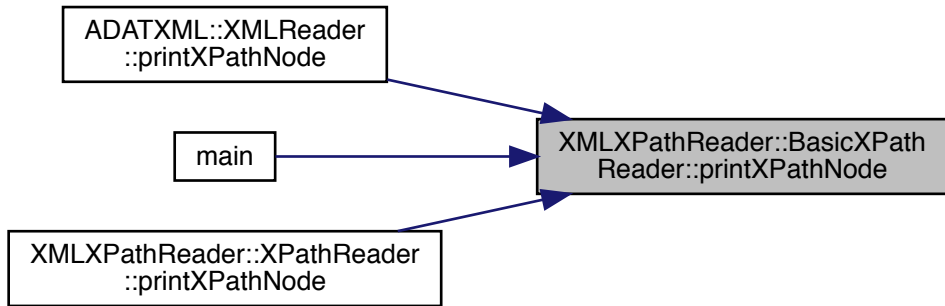 ADATXML::XMLReader
::printXPathNode
main
XMLXPathReader::BasicXPath
Reader::printXPathNode
XMLXPathReader::XPathReader
::printXPathNode